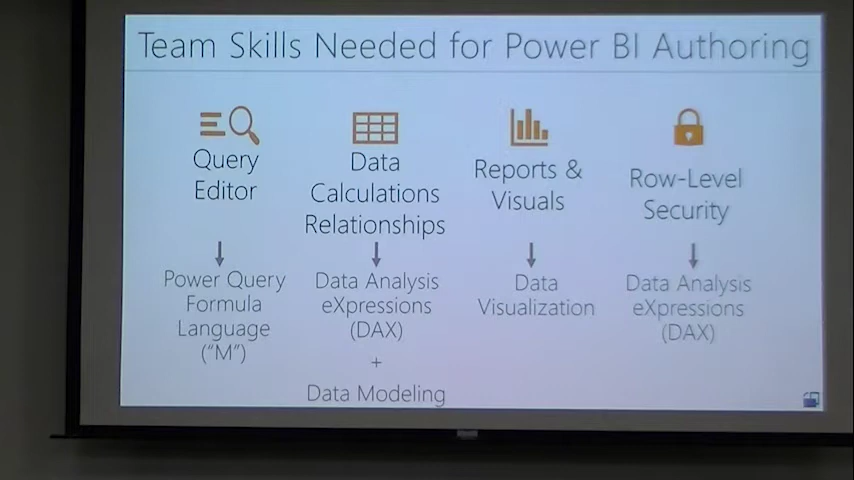 Team Skills Needed for Power BI Authoring
Query
Editor
Data
Calculations
Relationships
Reports &
Visuals
Row-Level
Security
Power Query
Formula
Language
("M")
Data Analysis
eXpressions
(DAX)
+
Data Modeling
Data
Visualization
Data Analysis
eXpressions
(DAX)